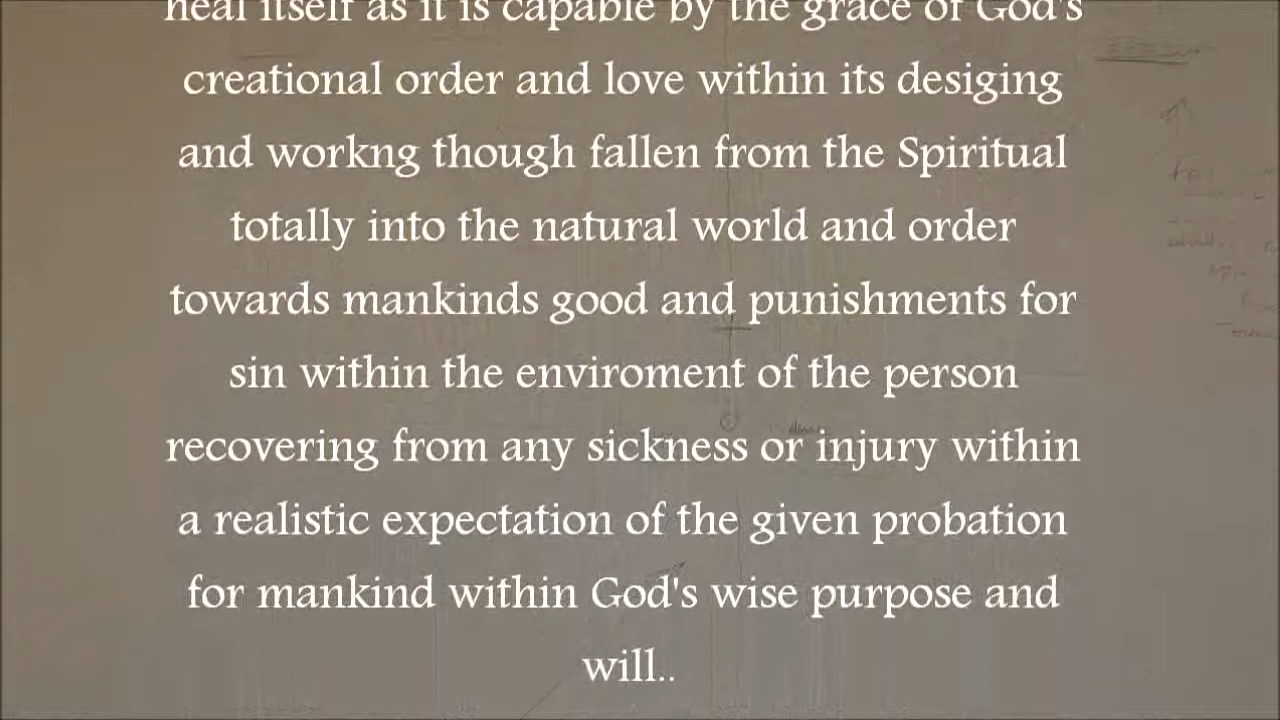 heal itself as it is capable by the grace of God's
creational order and love within its desiging
and workng though fallen from the Spiritual
totally into the natural world and order
towards mankinds good and punishments for
sin within the enviroment of the person
recovering from any sickness or injury within
a realistic expectation of the given probation
for mankind within God's wise purpose and
will..